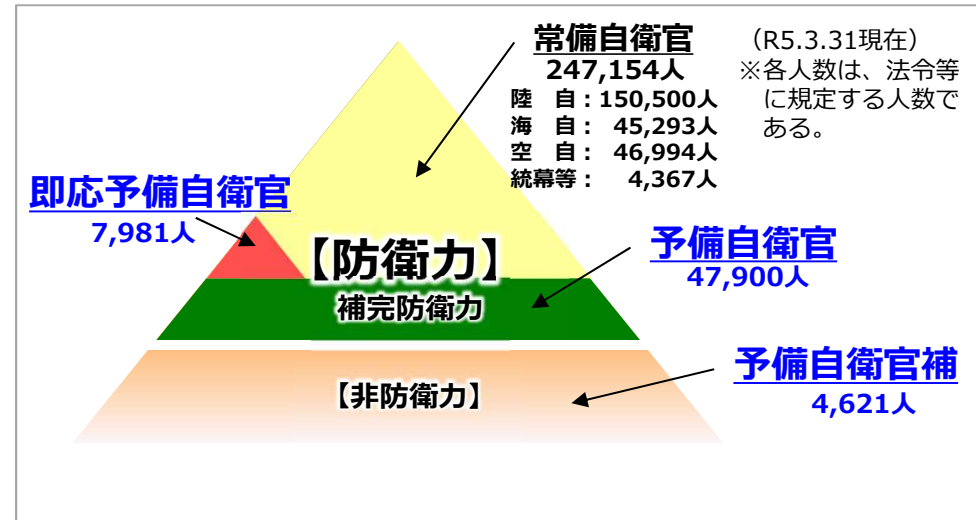 常備自衛官
247,154人
陸　自：150,500人
海　自： 45,293人
空　自： 46,994人
統幕等： 4,367人
（R5.3.31現在）
※各人数は、法令等
に規定する人数で
ある。
即応予備自衛官
7,981人
【防衛力】
補完防衛力
予備自衛官
47,900人
【非防衛力】
予備自衛官補
4,621人